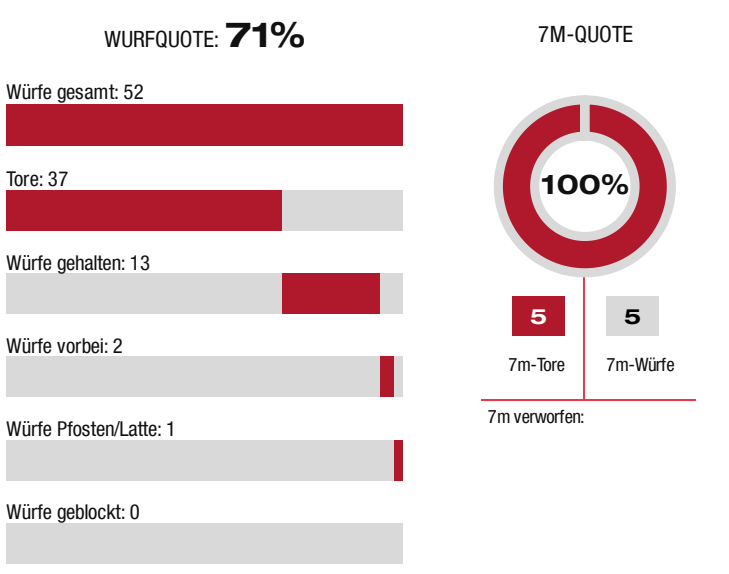 WURFQUOTE: 71%
Würfe gesamt: 52
Tore: 37
Würfe gehalten: 13
Würfe vorbei: 2
Würfe Pfosten/Latte: 1
Würfe geblockt: 0
7M-QUOTE
100%
5 5
7m-Tore 7m-Würfe
7m verworfen: